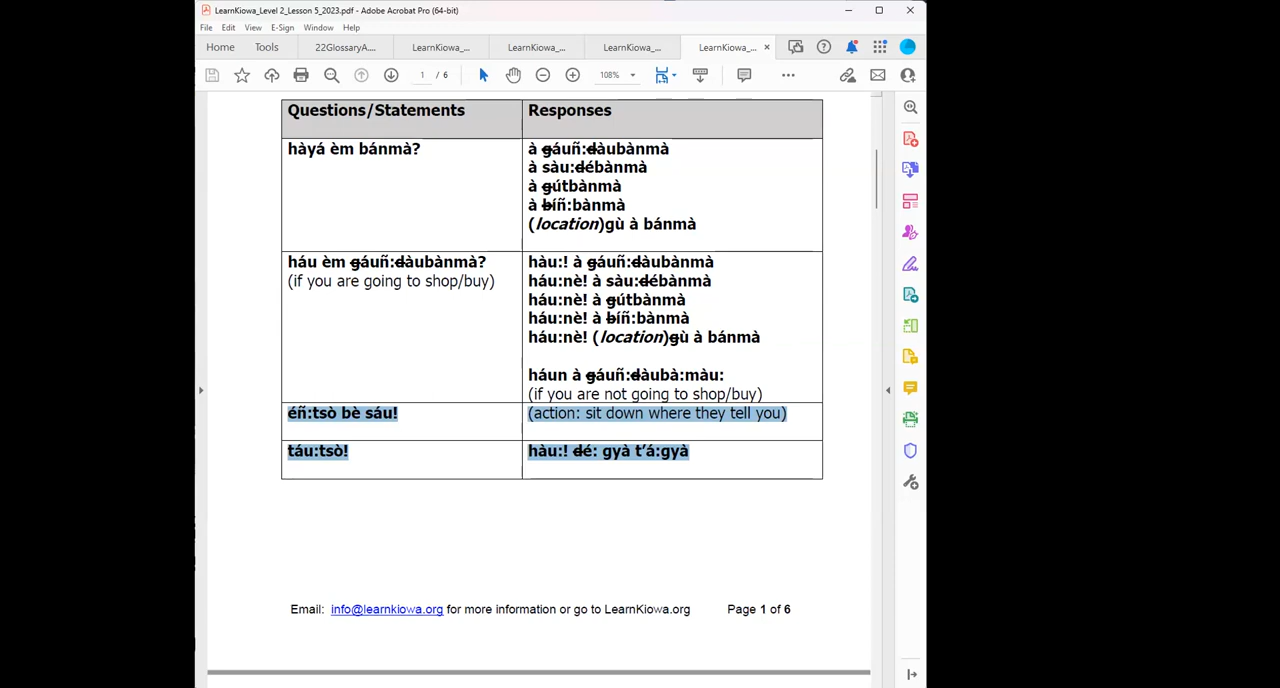 LearnKiowa_Level 2_Lesson 5_2023.pdf - Adobe Acrobat Pro (64-bit)
File Edit View E-Sign Window Help
Home Tools 22GlossaryA.... LearnKiowa_... LearnKiowa_... LearnKiowa_... LearnKiowa_...
1 / 6 108%
Questions/Statements Responses
hàyá èm bánmà?
à g̶áuñ:d̶àubànmà
à sàu:d̶ébànmà
à g̶útbànmà
à b̶íñ:bànmà
(location)gù à bánmà
háu èm g̶áuñ:d̶àubànmà?
(if you are going to shop/buy)
hàu:! à g̶áuñ:d̶àubànmà
háu:nè! à sàu:d̶ébànmà
háu:nè! à g̶útbànmà
háu:nè! à b̶íñ:bànmà
háu:nè! (location)g̶ù à bánmà
háun à g̶áuñ:d̶àubà:màu:
(if you are not going to shop/buy)
éñ:tsò bè sáu! (action: sit down where they tell you)
táu:tsò! hàu:! d̶é: gyà t’á:gyà
Email: info@learnkiowa.org for more information or go to LearnKiowa.org Page 1 of 6